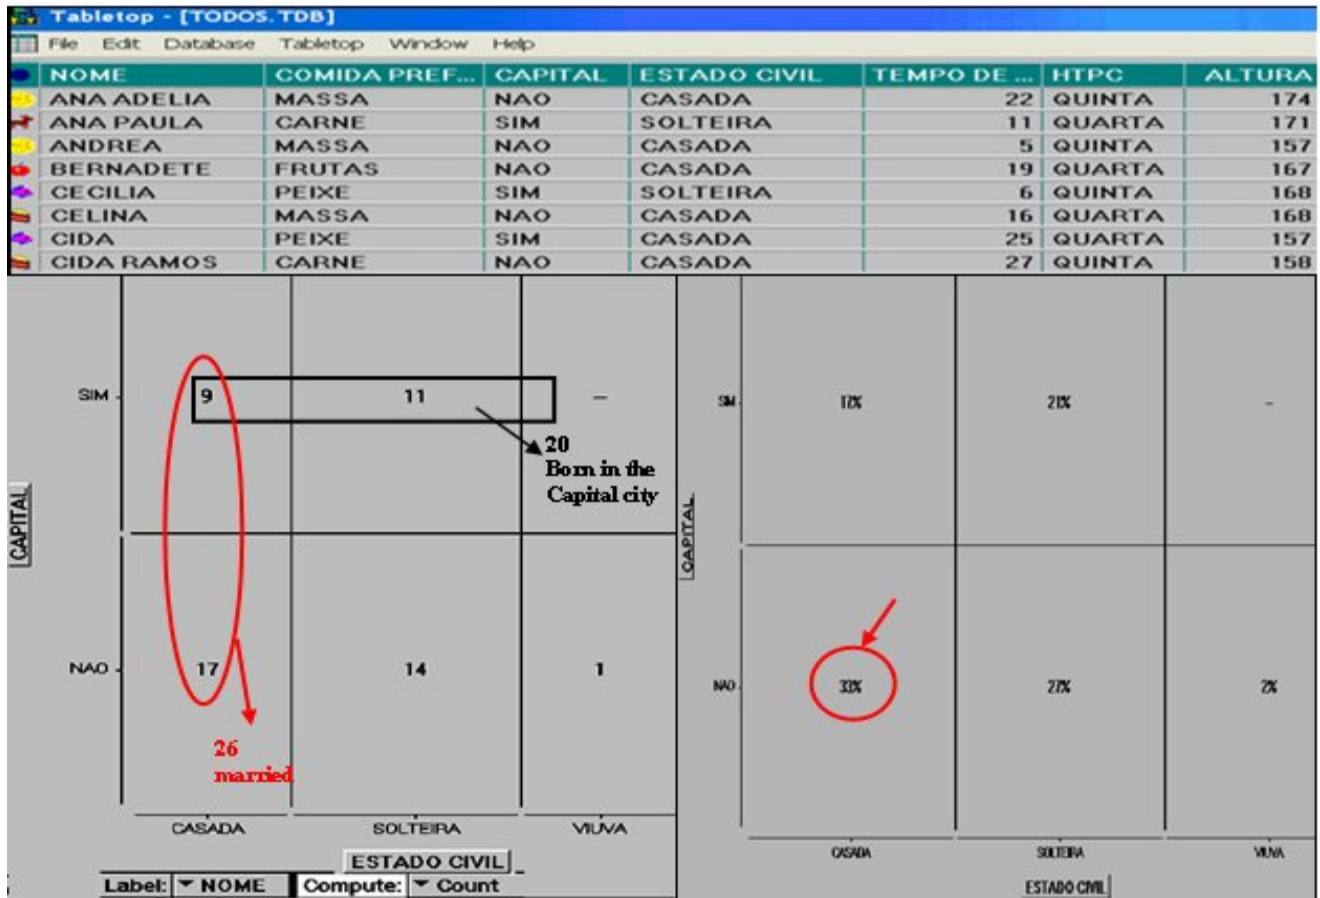 Tabletop - [TODOS.TDB]
File Edit Database Tabletop Window Help
NOME COMIDA PREF... CAPITAL ESTADO CIVIL TEMPO DE ... HTPC ALTURA
ANA ADELIA MASSA NAO CASADA 22 QUINTA 174
ANA PAULA CARNE SIM SOLTEIRA 11 QUARTA 171
ANDREA MASSA NAO CASADA 5 QUINTA 157
BERNADETE FRUTAS NAO CASADA 19 QUARTA 167
CECILIA PEIXE SIM SOLTEIRA 6 QUINTA 168
CELINA MASSA NAO CASADA 16 QUARTA 168
CIDA PEIXE SIM CASADA 25 QUARTA 157
CIDA RAMOS CARNE NAO CASADA 27 QUINTA 158
SIM 9 11 –
20
Born in the
Capital city
CAPITAL
NAO 17 14 1
26
married
CASADA SOLTEIRA VIÚVA
ESTADO CIVIL
Label: NOME Compute: Count
SIM 17% 21% –
CAPITAL
NAO 33% 27% 2%
CASADA SOLTEIRA VIUVA
ESTADO CIVIL